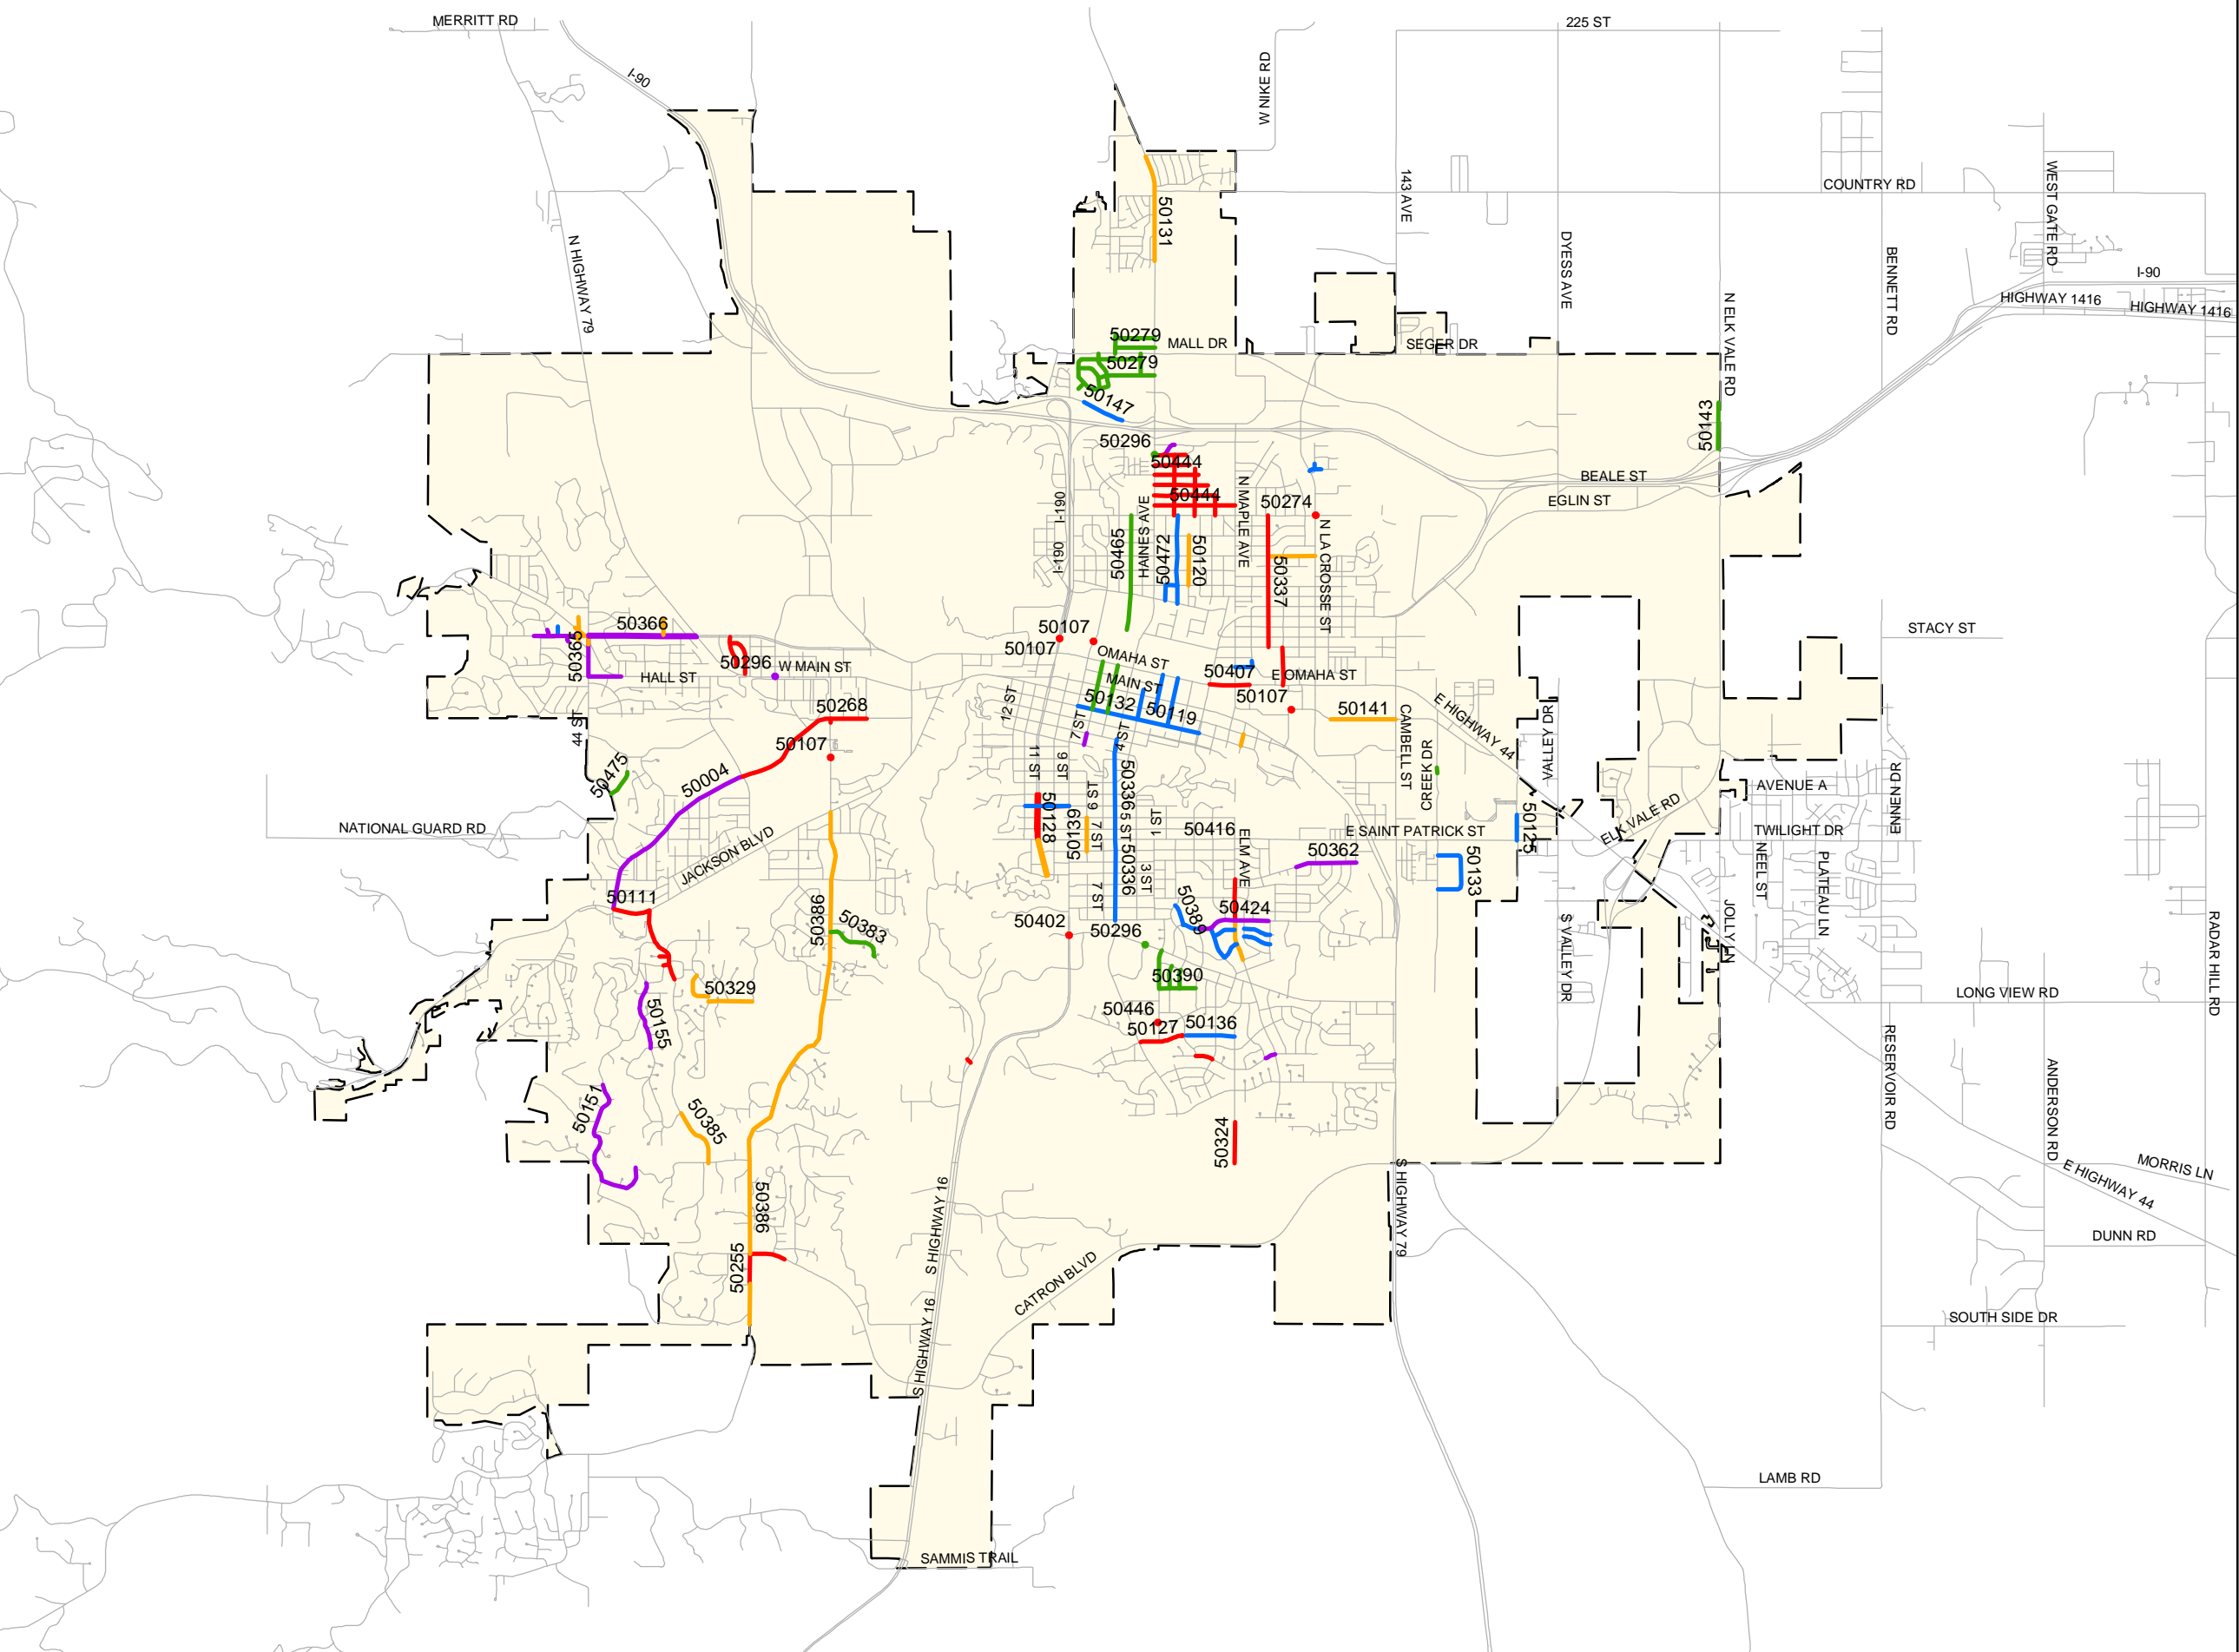 MERRITT RD
225 ST
I-90
W NIKE RD
143 AVE
COUNTRY RD
WEST GATE RD
50131
N HIGHWAY 79
DYESS AVE
BENNETT RD
I-90
HIGHWAY 1416
HIGHWAY 1416
N ELK VALE RD
50279
MALL DR
SEGER DR
50279
50147
50143
50296
50444
BEALE ST
50444
N MAPLE AVE
50274
EGLIN ST
I-190
I-190
HAINES AVE
50465
50472
50120
50337
N LA CROSSE ST
50366
50365
50107
50107
STACY ST
50296
W MAIN ST
HALL ST
OMAHA ST
MAIN ST
50407
E OMAHA ST
50107
50132
50119
50141
E HIGHWAY 44
12 ST
7 ST
4 ST
CAMBELL ST
50268
44 ST
50107
50475
50004
11 ST
9 ST
6 ST
50336
CREEK DR
VALLEY DR
AVENUE A
ENNEN DR
NATIONAL GUARD RD
JACKSON BLVD
50128
50139
7 ST
5 ST
1 ST
50416
ELM AVE
E SAINT PATRICK ST
50125
ELK VALE RD
TWILIGHT DR
50336
3 ST
50362
50133
NEEL ST
PLATEAU LN
50111
7 ST
50386
50383
50402
50296
50389
50424
S VALLEY DR
JOLLY LN
RADAR HILL RD
50329
50390
LONG VIEW RD
50155
50446
50127
50136
RESERVOIR RD
50151
50385
50324
ANDERSON RD
MORRIS LN
E HIGHWAY 44
50386
S HIGHWAY 16
S HIGHWAY 79
DUNN RD
50255
CATRON BLVD
S HIGHWAY 16
SOUTH SIDE DR
LAMB RD
SAMMIS TRAIL